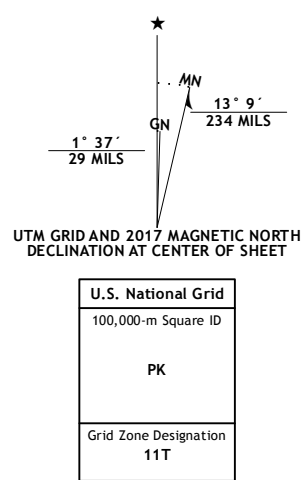 ★
MN
GN
13° 9´
234 MILS
1° 37´
29 MILS
UTM GRID AND 2017 MAGNETIC NORTH
DECLINATION AT CENTER OF SHEET
U.S. National Grid
100,000-m Square ID
PK
Grid Zone Designation
11T